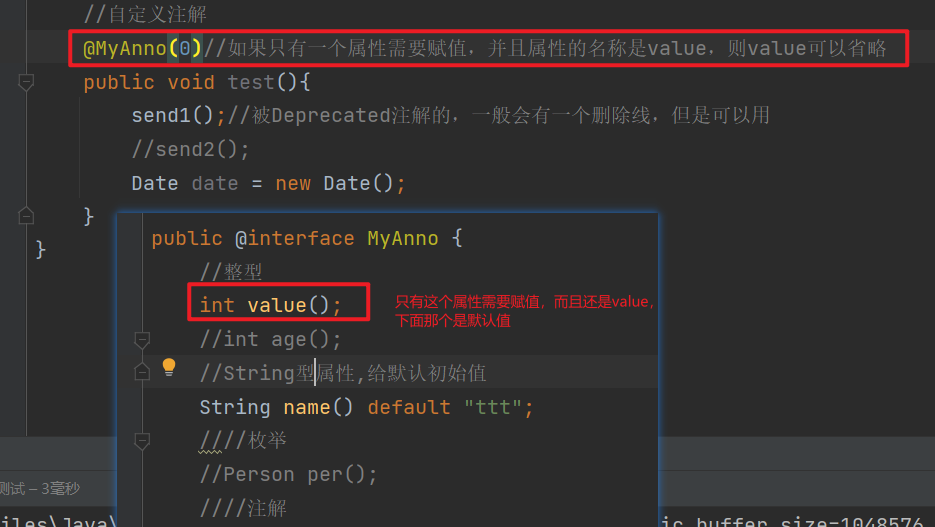 //自定义注解
@MyAnno(0)//如果只有一个属性需要赋值，并且属性的名称是value，则value可以省略
public void test(){
send1();//被Deprecated注解的，一般会有一个删除线，但是可以用
//send2();
Date date = new Date();
}
}
public @interface MyAnno {
//整型
int value();
只有这个属性需要赋值，而且还是value，
下面那个是默认值
//int age();
//String型属性,给默认初始值
String name() default "ttt";
////枚举
//Person per();
////注解
测试 – 3毫秒
iles\Java\
ic buffer size=1048576